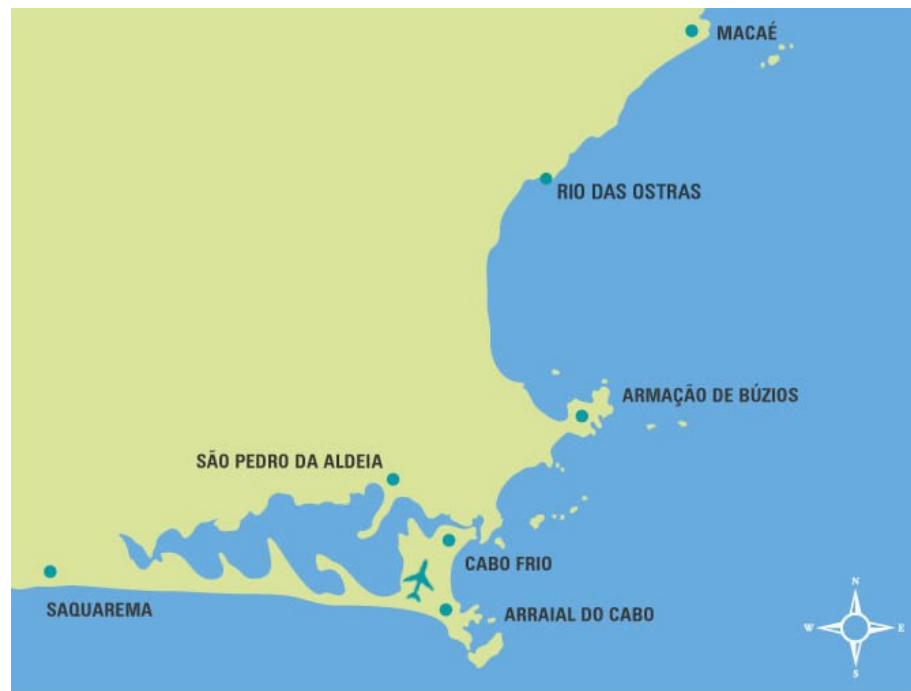 MACAÉ
RIO DAS OSTRAS
ARMAÇÃO DE BÚZIOS
SÃO PEDRO DA ALDEIA
CABO FRIO
SAQUAREMA
ARRAIAL DO CABO
N
W E
S